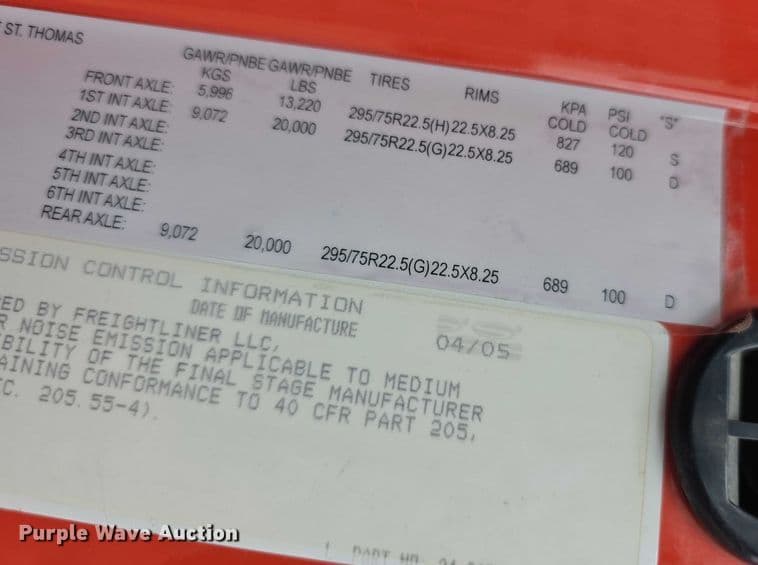 ST. THOMAS
GAWR/PNBE GAWR/PNBE TIRES RIMS KPA PSI "S"
KGS LBS COLD COLD
FRONT AXLE: 5,996 13,220 295/75R22.5(H) 22.5X8.25 827 120 S
1ST INT AXLE: 9,072 20,000 295/75R22.5(G) 22.5X8.25 689 100 D
2ND INT AXLE:
3RD INT AXLE:
4TH INT AXLE:
5TH INT AXLE:
6TH INT AXLE:
REAR AXLE: 9,072 20,000 295/75R22.5(G) 22.5X8.25 689 100 D
SSION CONTROL INFORMATION
DATE OF MANUFACTURE 04/05
ED BY FREIGHTLINER LLC,
R NOISE EMISSION APPLICABLE TO MEDIUM
IBILITY OF THE FINAL STAGE MANUFACTURER
AINING CONFORMANCE TO 40 CFR PART 205,
C. 205.55-4).
PART
Purple Wave Auction